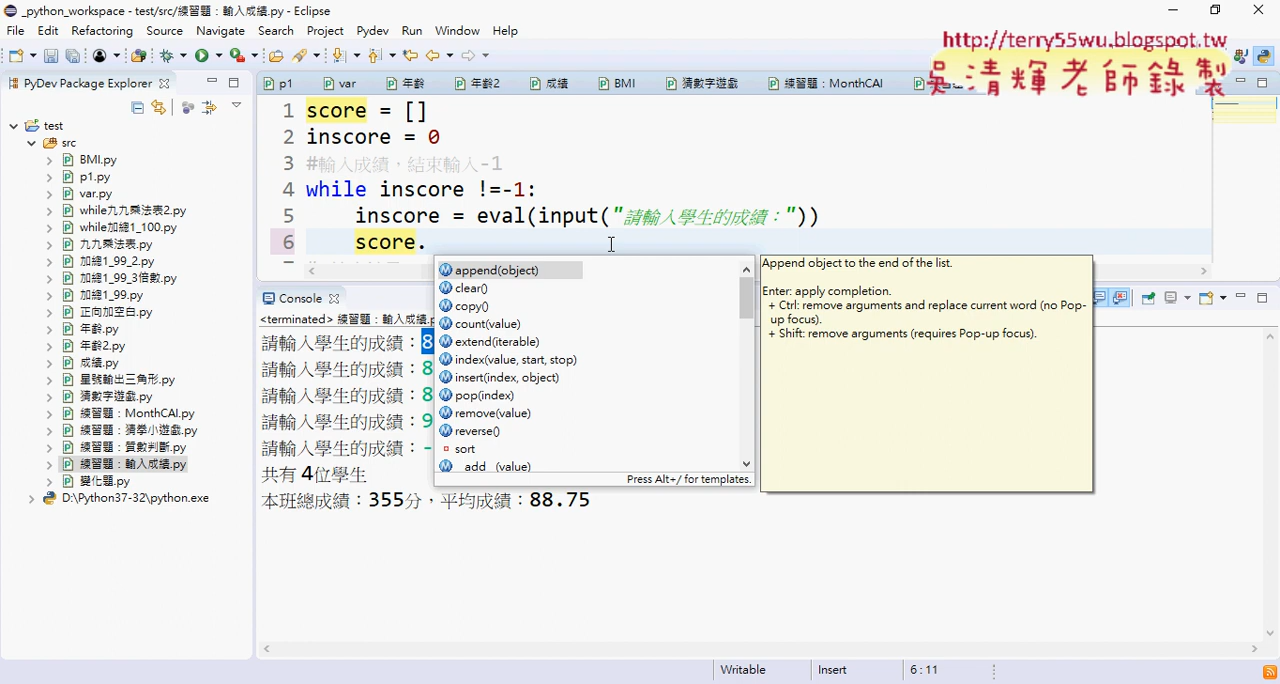 _python_workspace - test/src/練習題：輸入成績.py - Eclipse
File Edit Refactoring Source Navigate Search Project Pydev Run Window Help
http://terry55wu.blogspot.tw
吳清輝老師錄製
PyDev Package Explorer
p1 var 年齡 年齡2 成績 BMI 猜數字遊戲 練習題：MonthCAI
test
src
BMI.py
p1.py
var.py
while九九乘法表2.py
while加總1_100.py
九九乘法表.py
加總1_99_2.py
加總1_99_3倍數.py
加總1_99.py
正向加空白.py
年齡.py
年齡2.py
成績.py
星號輸出三角形.py
猜數字遊戲.py
練習題：MonthCAI.py
練習題：猜學小遊戲.py
練習題：質數判斷.py
練習題：輸入成績.py
變化題.py
D:\Python37-32\python.exe
1 score = []
2 inscore = 0
3 #輸入成績，結束輸入-1
4 while inscore !=-1:
5 inscore = eval(input("請輸入學生的成績："))
6 score.
append(object)
clear()
copy()
count(value)
extend(iterable)
index(value, start, stop)
insert(index, object)
pop(index)
remove(value)
reverse()
sort
__add__(value)
Press Alt+/ for templates.
Append object to the end of the list.
Enter: apply completion.
+ Ctrl: remove arguments and replace current word (no Pop-
up focus).
+ Shift: remove arguments (requires Pop-up focus).
Console
<terminated> 練習題：輸入成績.p
請輸入學生的成績：8
請輸入學生的成績：8
請輸入學生的成績：8
請輸入學生的成績：9
請輸入學生的成績：-
共有 4位學生
本班總成績：355分，平均成績：88.75
Writable Insert 6 : 11